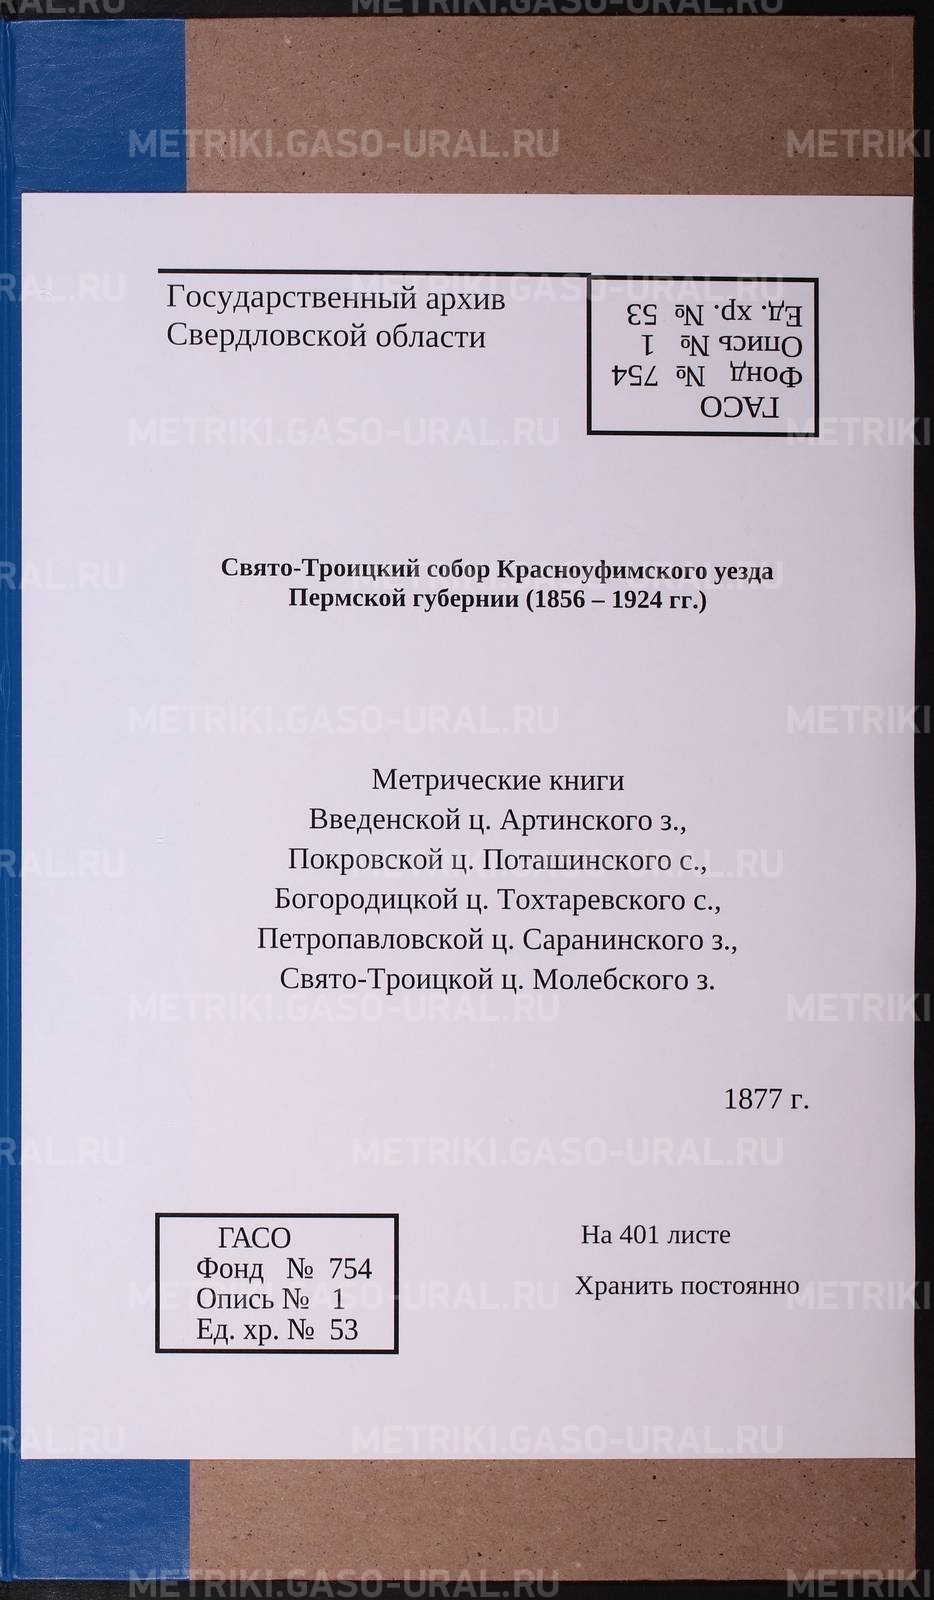 Государственный архив
Свердловской области
ГАСО
Фонд № 754
Опись № 1
Ед. хр. № 53
Свято-Троицкий собор Красноуфимского уезда
Пермской губернии (1856 – 1924 гг.)
Метрические книги
Введенской ц. Артинского з.,
Покровской ц. Поташинского с.,
Богородицкой ц. Тохтаревского с.,
Петропавловской ц. Саранинского з.,
Свято-Троицкой ц. Молебского з.
1877 г.
ГАСО
Фонд № 754
Опись № 1
Ед. хр. № 53
На 401 листе
Хранить постоянно
METRIKI.GASO-URAL.RU